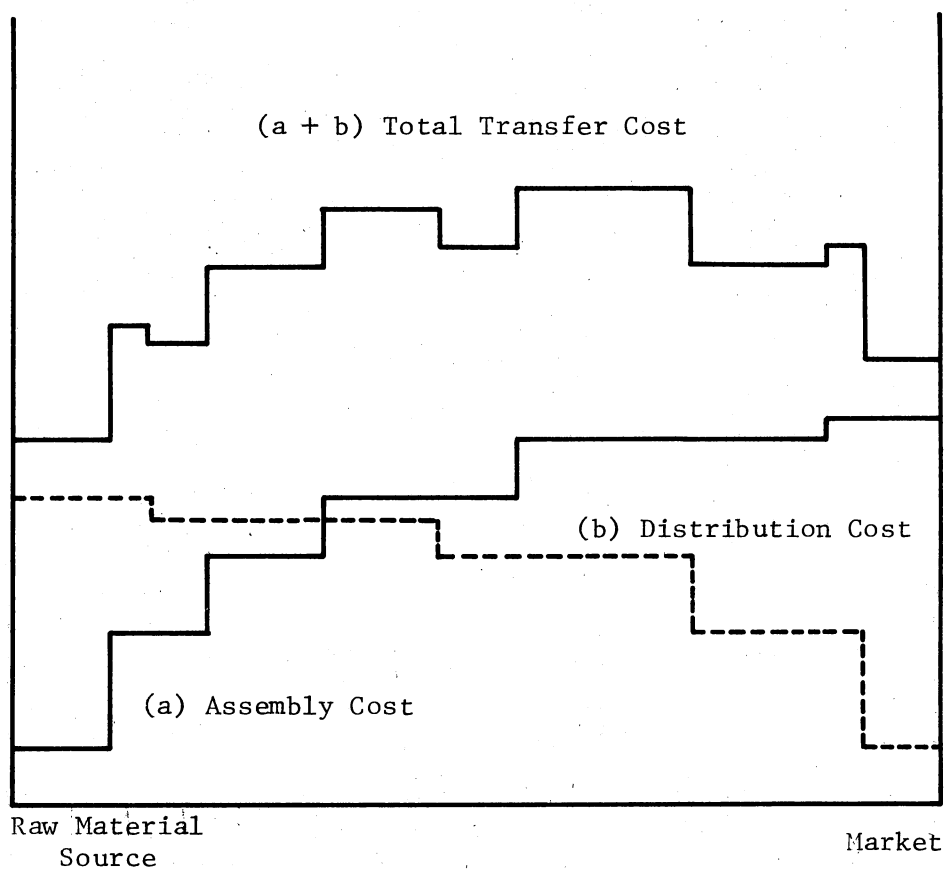 (a + b) Total Transfer Cost
(b) Distribution Cost
(a) Assembly Cost
Raw Material
Source
Market